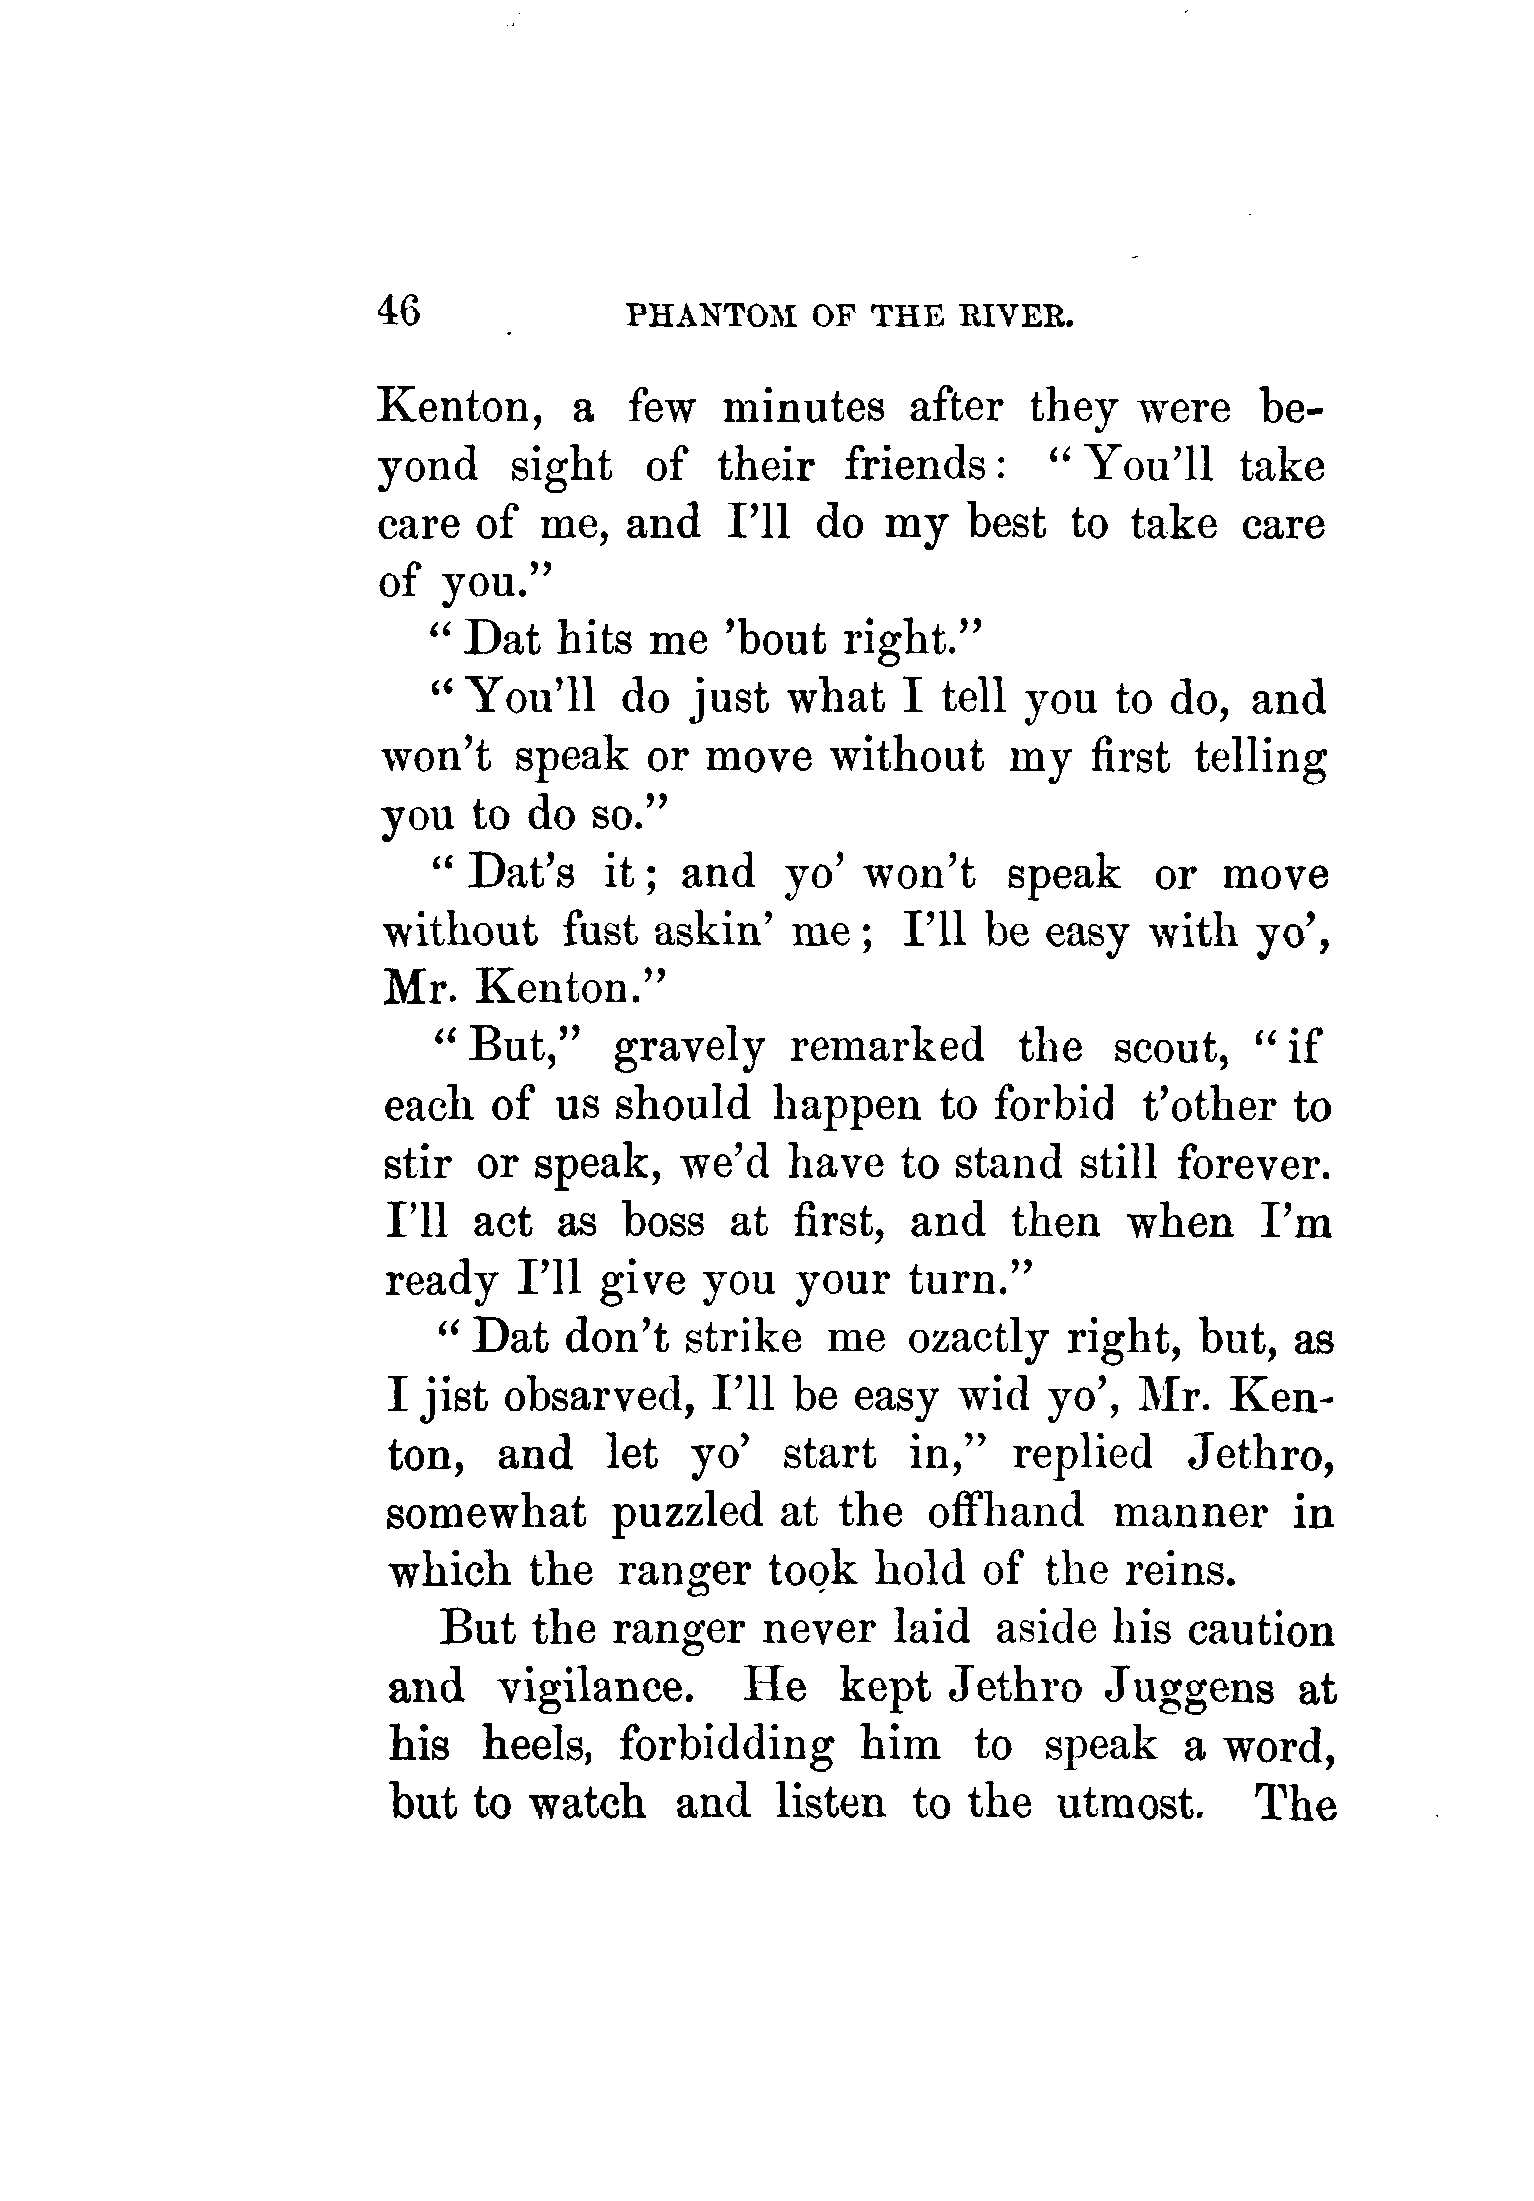 46 PHANTOM OF THE RIVER.
Kenton, a few minutes after they were be-
yond sight of their friends: “You’ll take
care of me, and I’ll do my best to take care
of you.”
“Dat hits me ’bout right.”
“You’ll do just what I tell you to do, and
won’t speak or move without my first telling
you to do so.”
“Dat’s it; and yo’ won’t speak or move
without fust askin’ me; I’ll be easy with yo’,
Mr. Kenton.”
“But,” gravely remarked the scout, “if
each of us should happen to forbid t’other to
stir or speak, we’d have to stand still forever.
I’ll act as boss at first, and then when I’m
ready I’ll give you your turn.”
“Dat don’t strike me ozactly right, but, as
I jist obsarved, I’ll be easy wid yo’, Mr. Ken-
ton, and let yo’ start in,” replied Jethro,
somewhat puzzled at the offhand manner in
which the ranger took hold of the reins.
But the ranger never laid aside his caution
and vigilance. He kept Jethro Juggens at
his heels, forbidding him to speak a word,
but to watch and listen to the utmost. The